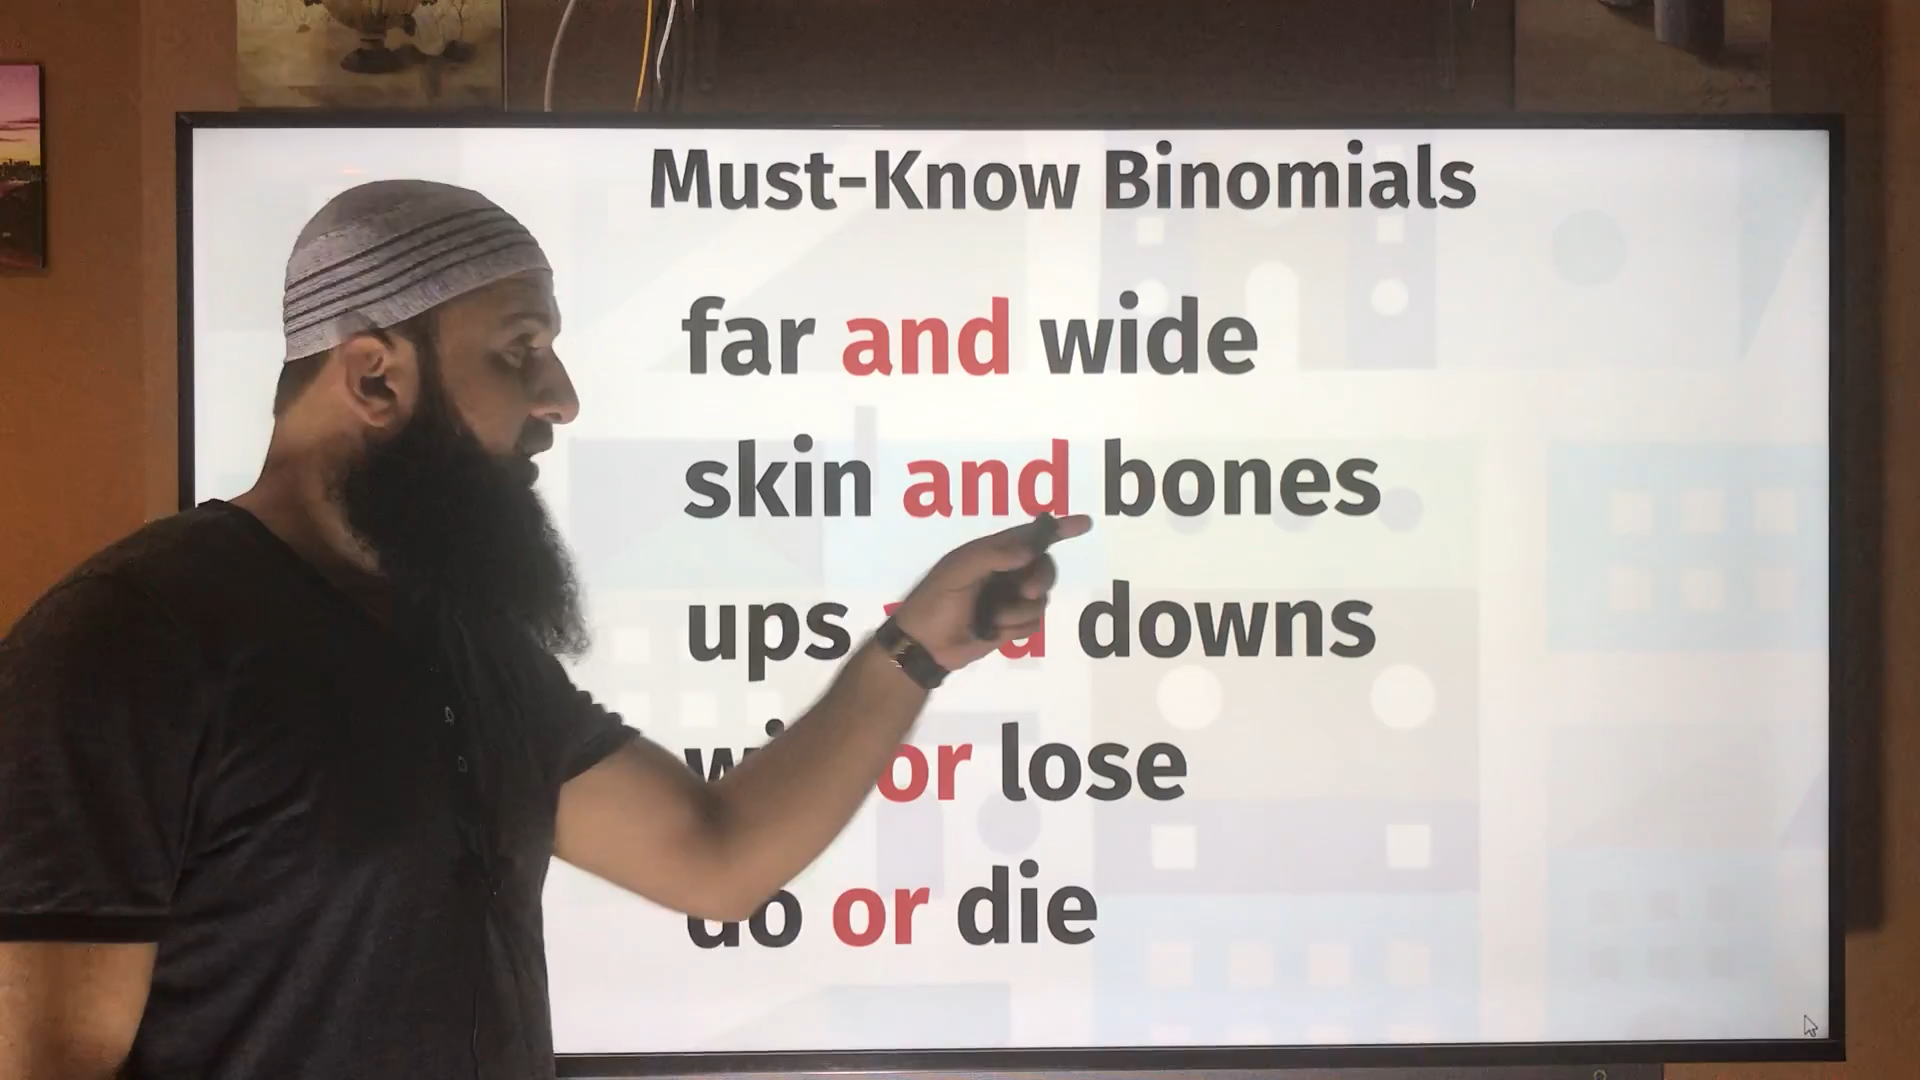 Must-Know Binomials
far and wide
skin and bones
ups downs
or lose
do or die